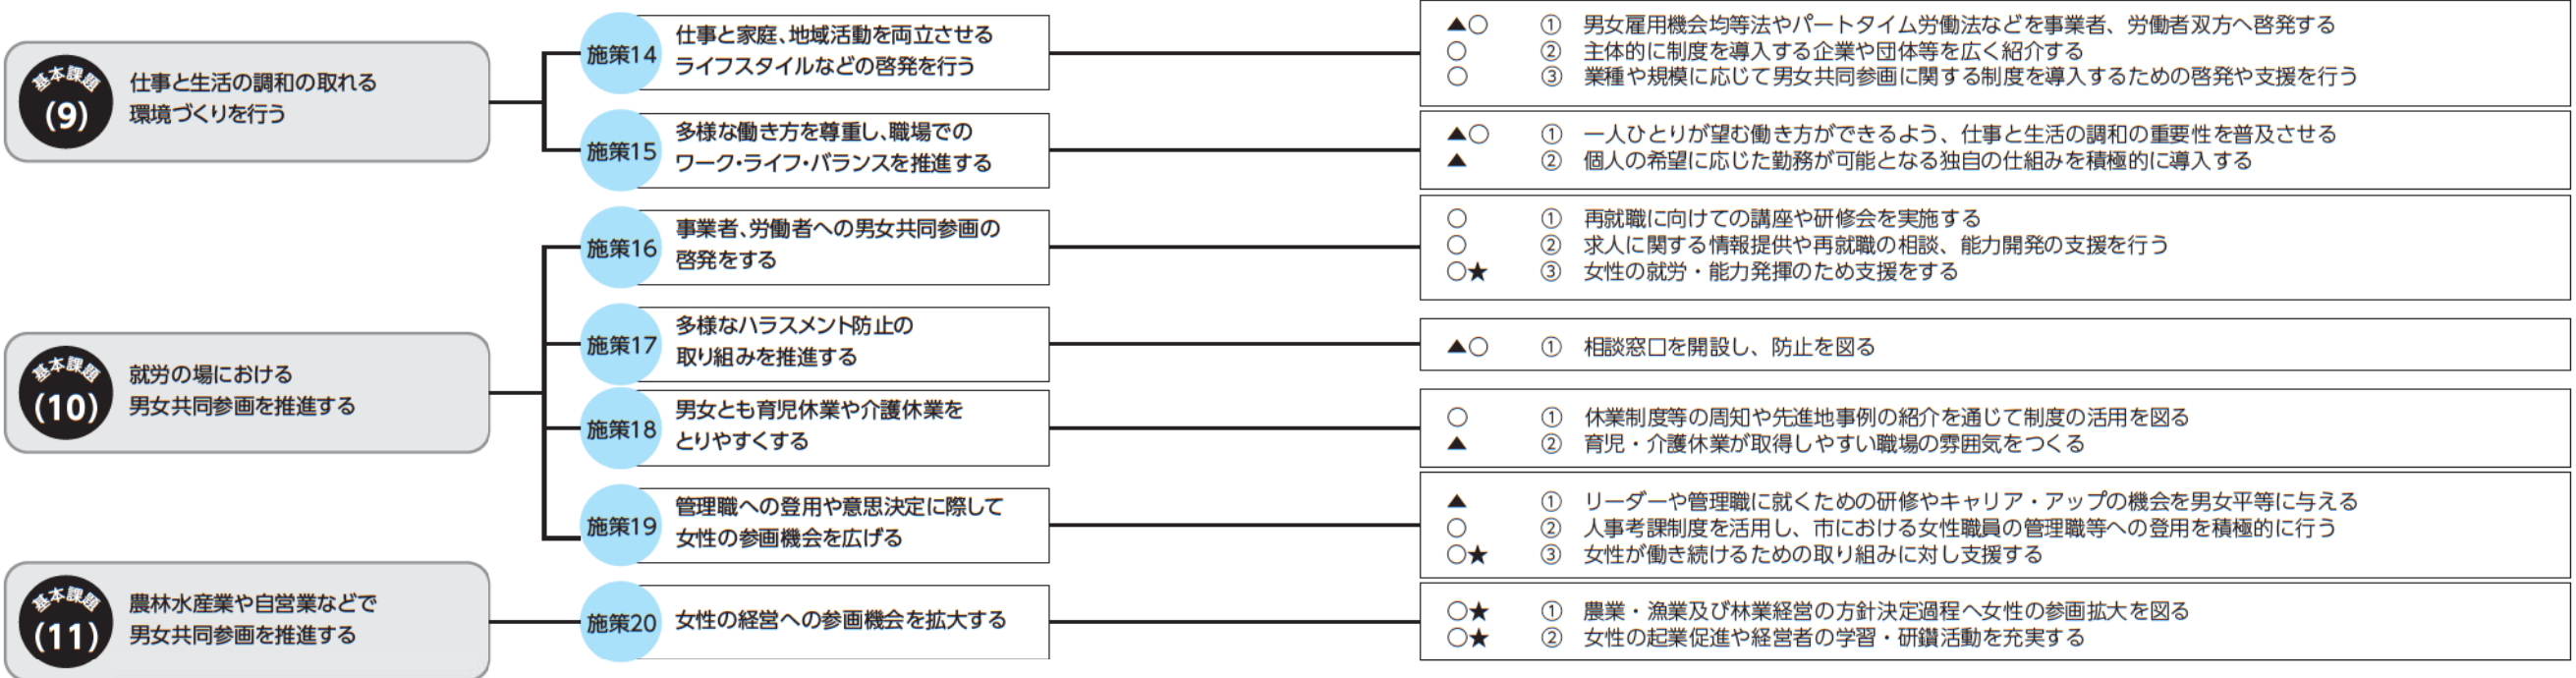 基本課題
(9)
仕事と生活の調和の取れる
環境づくりを行う
施策14
仕事と家庭、地域活動を両立させる
ライフスタイルなどの啓発を行う
▲○ ① 男女雇用機会均等法やパートタイム労働法などを事業者、労働者双方へ啓発する
○ ② 主体的に制度を導入する企業や団体等を広く紹介する
○ ③ 業種や規模に応じて男女共同参画に関する制度を導入するための啓発や支援を行う
施策15
多様な働き方を尊重し、職場での
ワーク・ライフ・バランスを推進する
▲○ ① 一人ひとりが望む働き方ができるよう、仕事と生活の調和の重要性を普及させる
▲ ② 個人の希望に応じた勤務が可能となる独自の仕組みを積極的に導入する
基本課題
(10)
就労の場における
男女共同参画を推進する
施策16
事業者、労働者への男女共同参画の
啓発をする
○ ① 再就職に向けての講座や研修会を実施する
○ ② 求人に関する情報提供や再就職の相談、能力開発の支援を行う
○★ ③ 女性の就労・能力発揮のため支援をする
施策17
多様なハラスメント防止の
取り組みを推進する
▲○ ① 相談窓口を開設し、防止を図る
施策18
男女とも育児休業や介護休業を
とりやすくする
○ ① 休業制度等の周知や先進地事例の紹介を通じて制度の活用を図る
▲ ② 育児・介護休業が取得しやすい職場の雰囲気をつくる
施策19
管理職への登用や意思決定に際して
女性の参画機会を広げる
▲ ① リーダーや管理職に就くための研修やキャリア・アップの機会を男女平等に与える
○ ② 人事考課制度を活用し、市における女性職員の管理職等への登用を積極的に行う
○★ ③ 女性が働き続けるための取り組みに対し支援する
基本課題
(11)
農林水産業や自営業などで
男女共同参画を推進する
施策20
女性の経営への参画機会を拡大する
○★ ① 農業・漁業及び林業経営の方針決定過程へ女性の参画拡大を図る
○★ ② 女性の起業促進や経営者の学習・研鑽活動を充実する